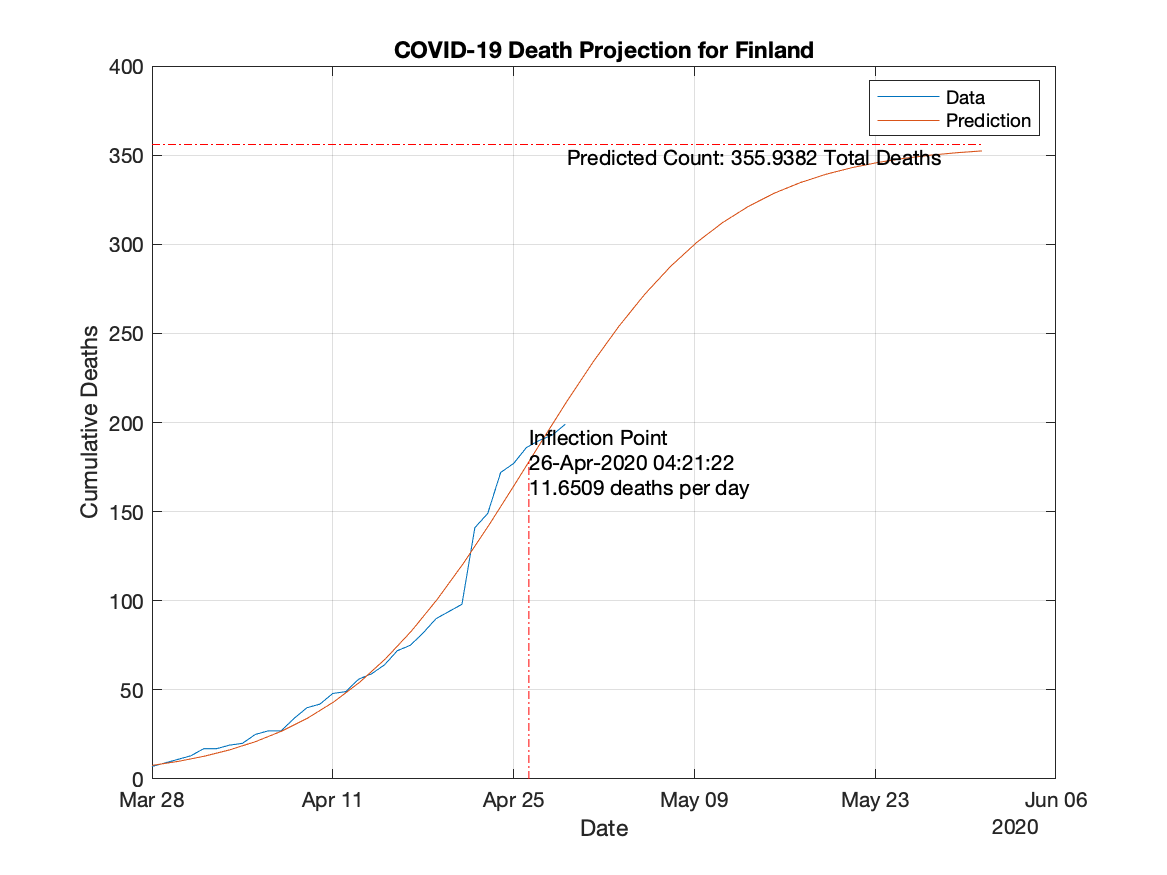 COVID-19 Death Projection for Finland
400
350
300
250
200
150
100
50
0
Cumulative Deaths
Data
Prediction
Predicted Count: 355.9382 Total Deaths
Inflection Point
26-Apr-2020 04:21:22
11.6509 deaths per day
Mar 28 Apr 11 Apr 25 May 09 May 23 Jun 06
Date
2020